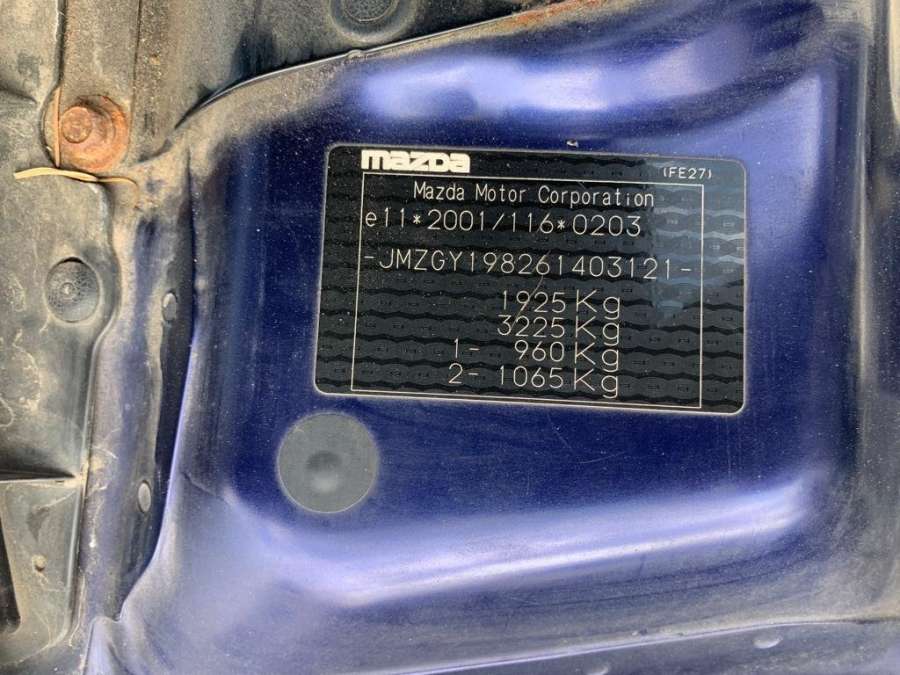 mazda
(FE27)
Mazda Motor Corporation
e11*2001/116*0203
-JMZGY198261403121-
1925 Kg
3225 Kg
1- 960 Kg
2- 1065 Kg